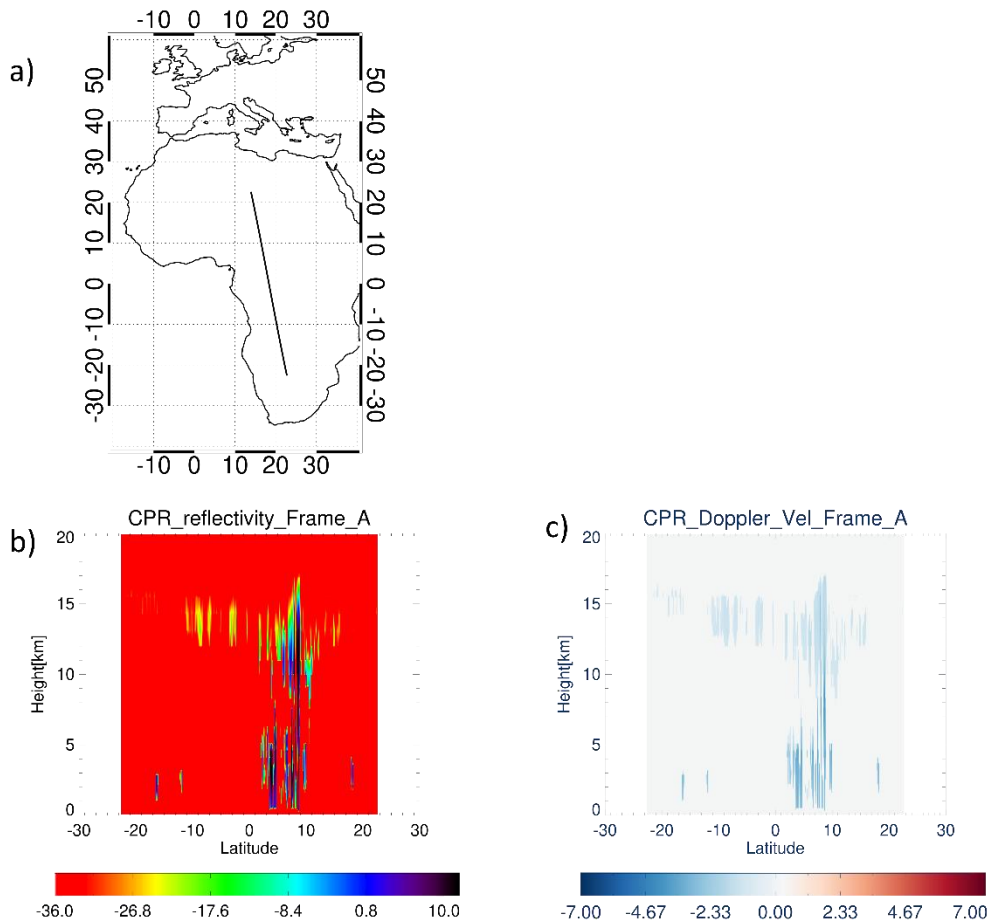 -10 0 10 20 30
a)
50 50
40 40
30 30
20 20
10 10
0 0
-10 -10
-20 -20
-30 -30
-10 0 10 20 30
b) CPR_reflectivity_Frame_A
c) CPR_Doppler_Vel_Frame_A
20
15
10
5
0
Height[km]
-30 -20 -10 0 10 20 30
Latitude
-36.0 -26.8 -17.6 -8.4 0.8 10.0
20
15
10
5
0
Height[km]
-30 -20 -10 0 10 20 30
Latitude
-7.00 -4.67 -2.33 0.00 2.33 4.67 7.00